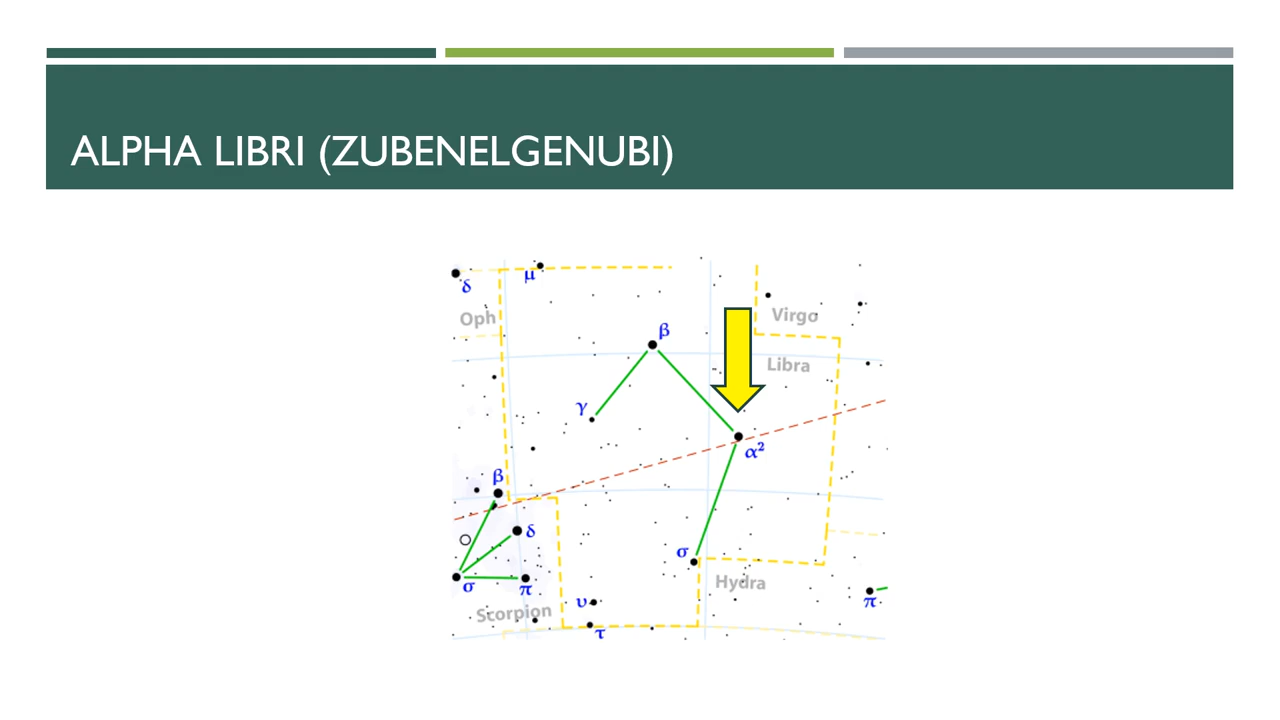 ALPHA LIBRI (ZUBENELGENUBI)
δ
μ
Oph
β
Virgo
Libra
γ
α²
β
δ
σ
σ
π
Hydra
Scorpion
υ
π
τ